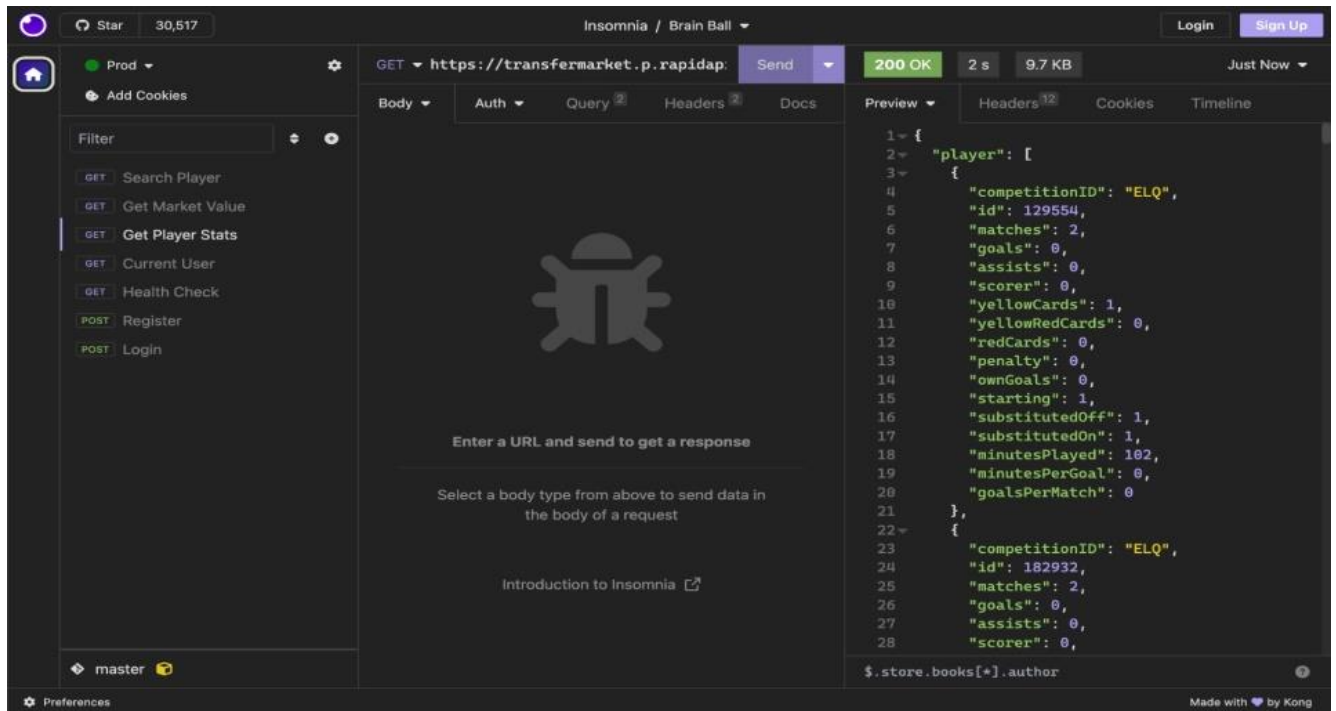 Star 30,517
Insomnia / Brain Ball
Login
Sign Up
Prod
Add Cookies
Filter
GET Search Player
GET Get Market Value
GET Get Player Stats
GET Current User
GET Health Check
POST Register
POST Login
master
GET https://transfermarket.p.rapidap:
Send
Body Auth Query 2 Headers 2 Docs
Enter a URL and send to get a response
Select a body type from above to send data in
the body of a request
Introduction to Insomnia
200 OK 2 s 9.7 KB Just Now
Preview Headers 12 Cookies Timeline
1 {
2 "player": [
3 {
4 "competitionID": "ELQ",
5 "id": 129554,
6 "matches": 2,
7 "goals": 0,
8 "assists": 0,
9 "scorer": 0,
10 "yellowCards": 1,
11 "yellowRedCards": 0,
12 "redCards": 0,
13 "penalty": 0,
14 "ownGoals": 0,
15 "starting": 1,
16 "substitutedOff": 1,
17 "substitutedOn": 1,
18 "minutesPlayed": 102,
19 "minutesPerGoal": 0,
20 "goalsPerMatch": 0
21 },
22 {
23 "competitionID": "ELQ",
24 "id": 182932,
25 "matches": 2,
26 "goals": 0,
27 "assists": 0,
28 "scorer": 0,
$.store.books[*].author
Preferences
Made with 💜 by Kong